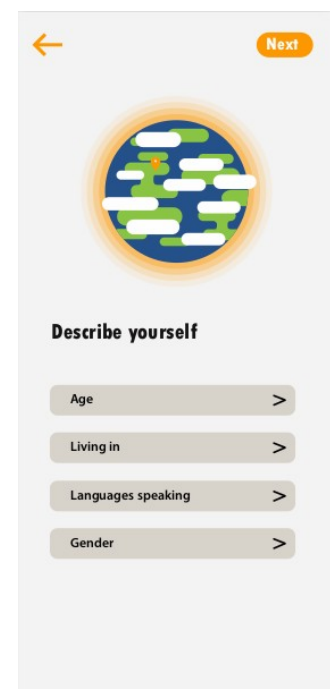 Next
Describe yourself
Age >
Living in >
Languages speaking >
Gender >